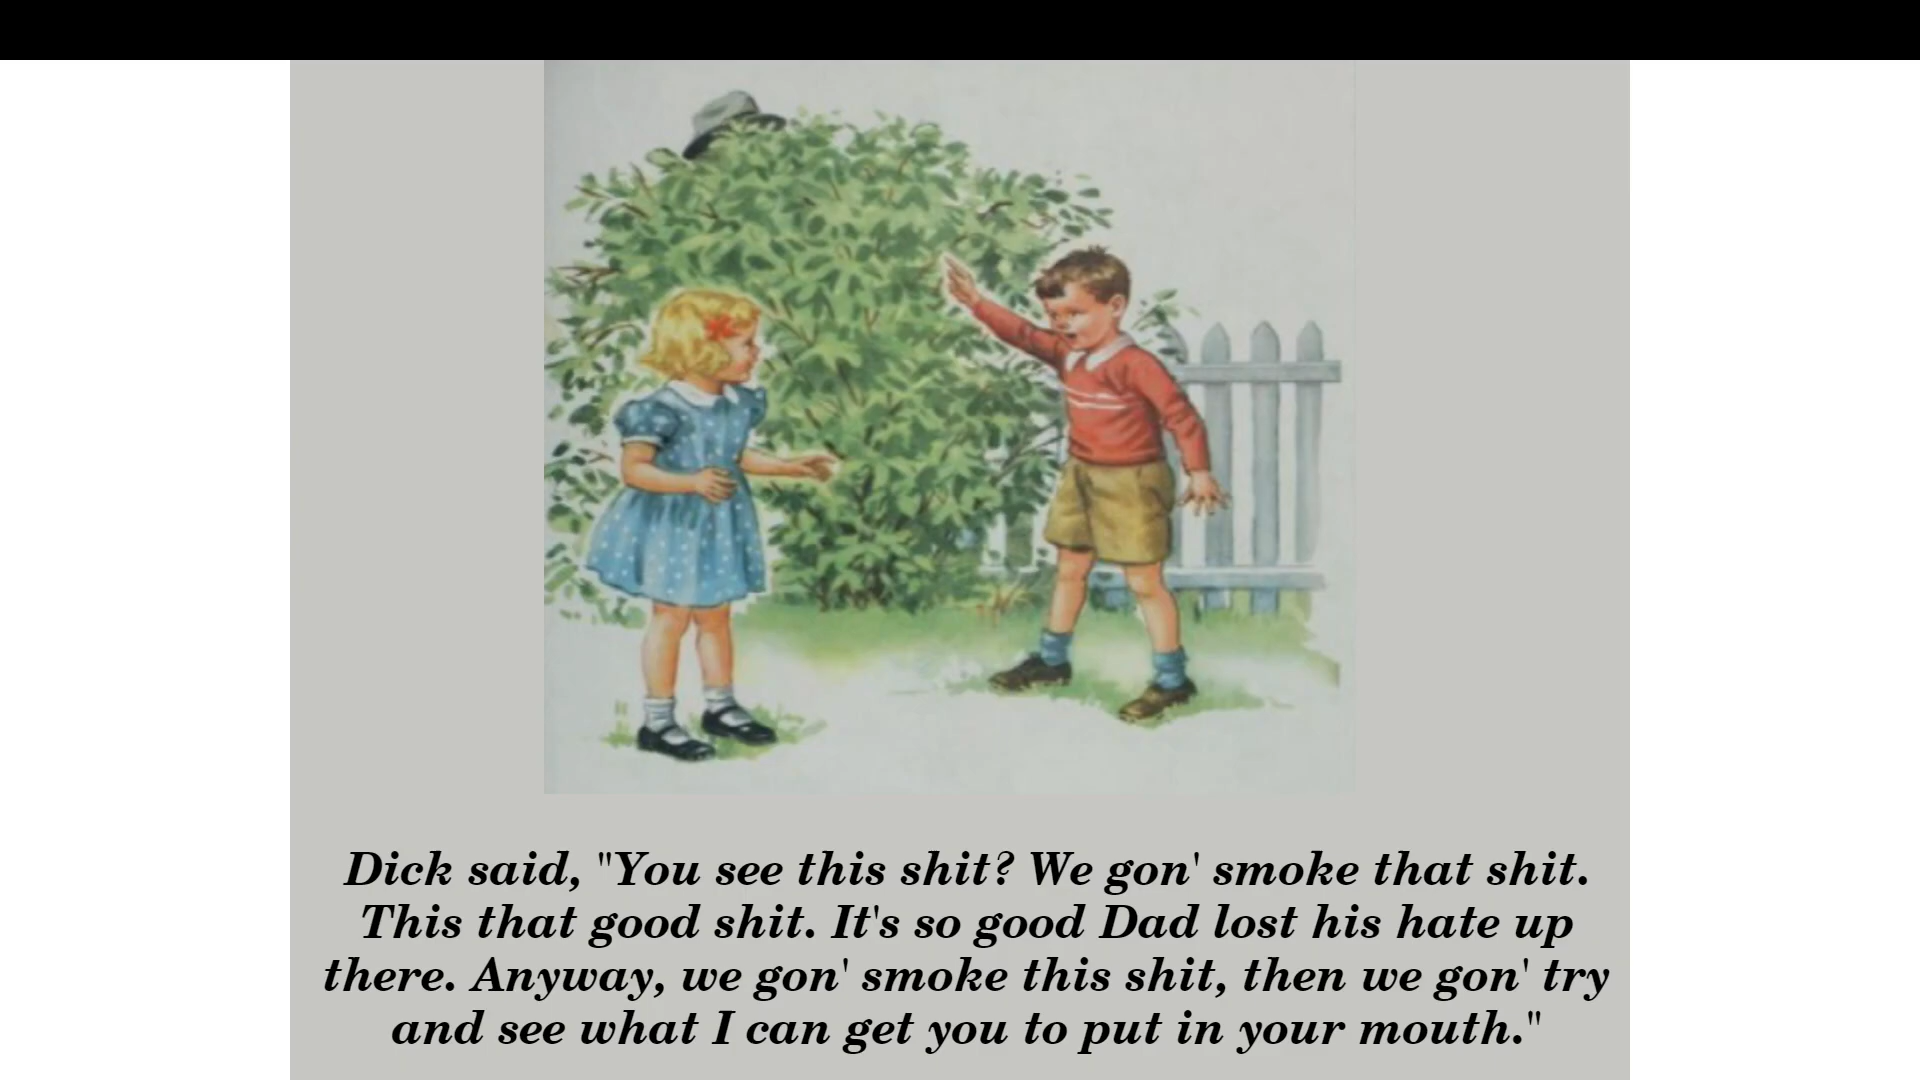 Dick said, "You see this shit? We gon' smoke that shit.
This that good shit. It's so good Dad lost his hate up
there. Anyway, we gon' smoke this shit, then we gon' try
and see what I can get you to put in your mouth."